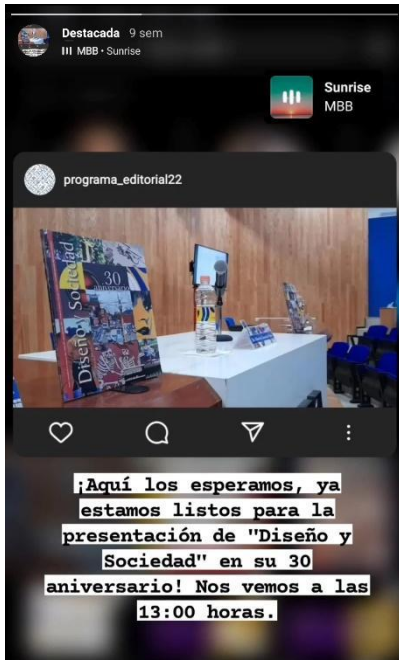 Destacada 9 sem
MBB • Sunrise
Sunrise
MBB
programa_editorial22
Diseño y Sociedad
30
aniversario
¡Aquí los esperamos, ya
estamos listos para la
presentación de "Diseño y
Sociedad" en su 30
aniversario! Nos vemos a las
13:00 horas.